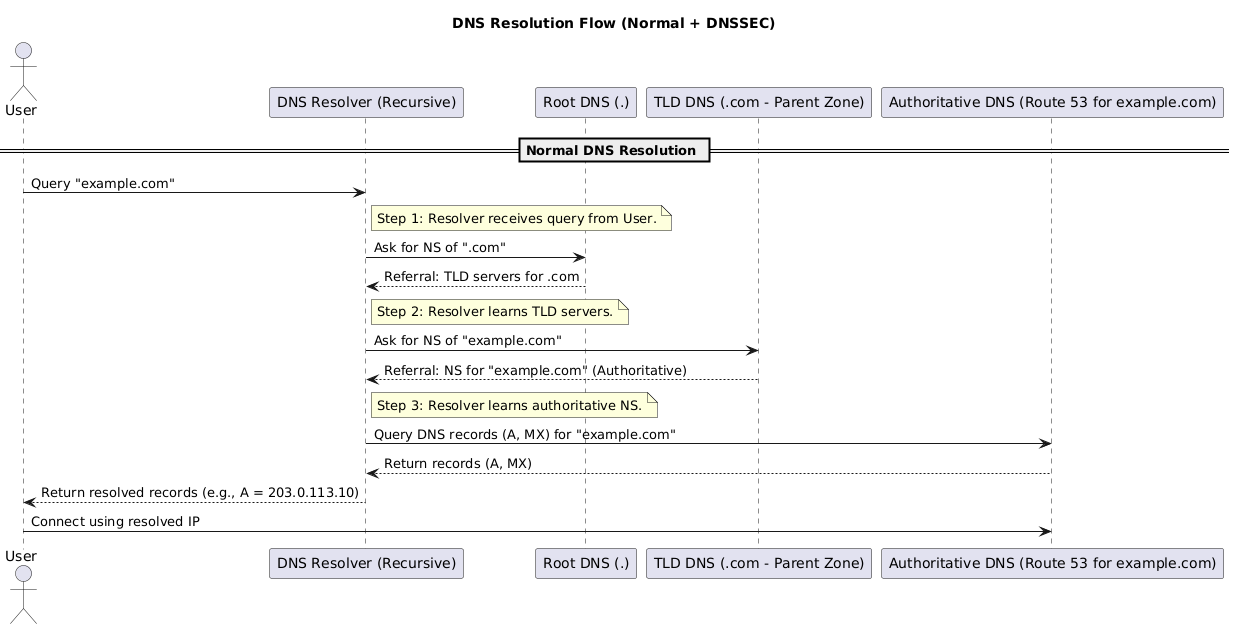 DNS Resolution Flow (Normal + DNSSEC)
User
DNS Resolver (Recursive)
Root DNS (.)
TLD DNS (.com - Parent Zone)
Authoritative DNS (Route 53 for example.com)
Normal DNS Resolution
Query "example.com"
Step 1: Resolver receives query from User.
Ask for NS of ".com"
Referral: TLD servers for .com
Step 2: Resolver learns TLD servers.
Ask for NS of "example.com"
Referral: NS for "example.com" (Authoritative)
Step 3: Resolver learns authoritative NS.
Query DNS records (A, MX) for "example.com"
Return records (A, MX)
Return resolved records (e.g., A = 203.0.113.10)
Connect using resolved IP
User
DNS Resolver (Recursive)
Root DNS (.)
TLD DNS (.com - Parent Zone)
Authoritative DNS (Route 53 for example.com)